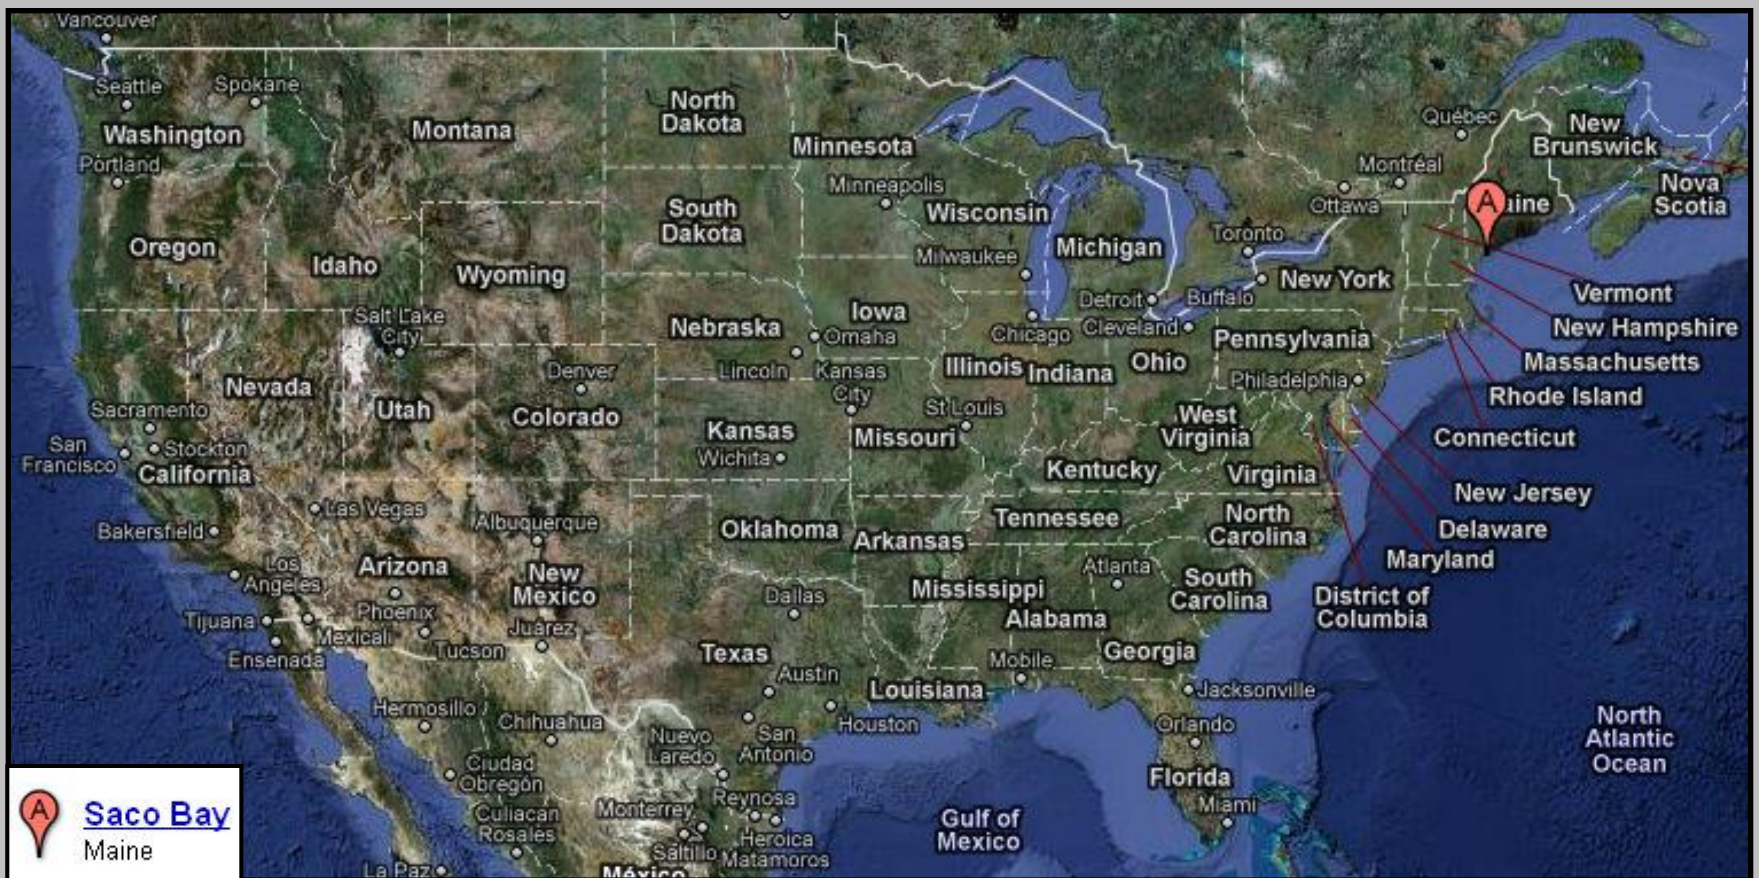 Vancouver
Seattle
Spokane
Washington
Portland
Montana
North
Dakota
Minnesota
Québec
New
Brunswick
Montréal
Minneapolis
Ottawa
Nova
Scotia
A
aine
Oregon
Idaho
Wyoming
South
Dakota
Wisconsin
Milwaukee
Michigan
Toronto
New York
Vermont
Salt Lake
City
Nebraska
Iowa
Omaha
Detroit
Buffalo
Chicago
Cleveland
Pennsylvania
New Hampshire
Massachusetts
Nevada
Utah
Denver
Colorado
Lincoln
Kansas
City
Illinois
Indiana
Ohio
Philadelphia
Rhode Island
Sacramento
San
Francisco
Stockton
California
Kansas
Wichita
St Louis
Missouri
West
Virginia
Kentucky
Virginia
Connecticut
Las Vegas
Bakersfield
Albuquerque
Oklahoma
Arkansas
Tennessee
North
Carolina
New Jersey
Delaware
Maryland
Los
Angeles
Arizona
Phoenix
New
Mexico
Dallas
Mississippi
Alabama
Atlanta
South
Carolina
District of
Columbia
Tijuana
Mexicali
Ensenada
Tucson
Juárez
Texas
Austin
Louisiana
Mobile
Georgia
Jacksonville
Hermosillo
Chihuahua
Nuevo
Laredo
San
Antonio
Houston
Orlando
North
Atlantic
Ocean
Ciudad
Obregón
Florida
Culiacan
Rosales
Monterrey
Reynosa
Miami
Saltillo
Heroica
Matamoros
Gulf of
Mexico
La Paz
México
A
Saco Bay
Maine